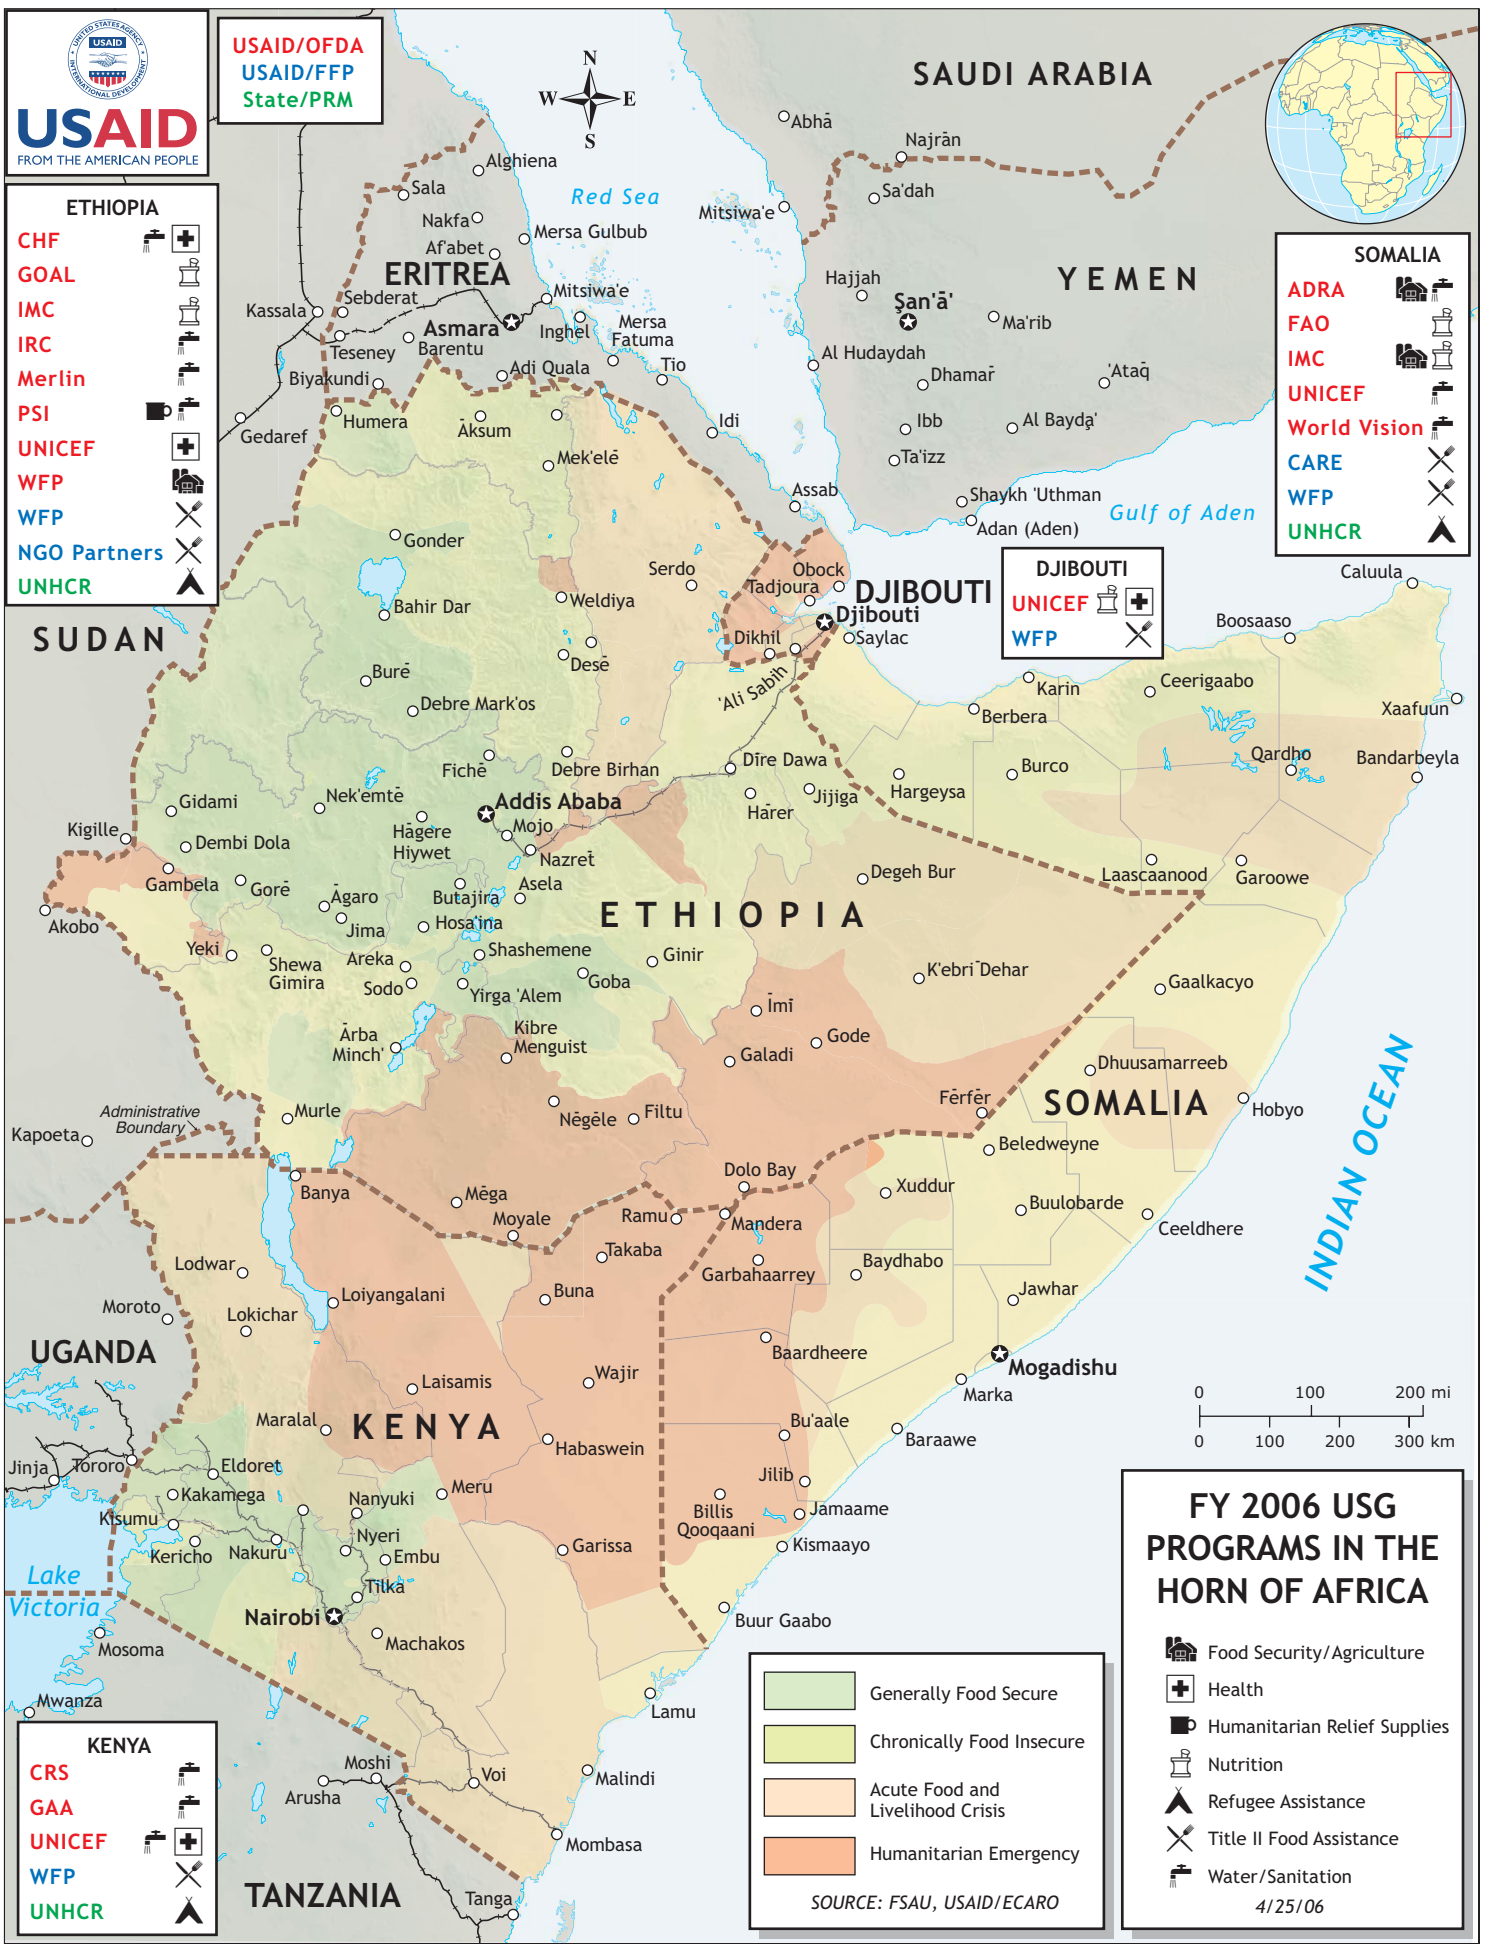 UNITED STATES AGENCY
INTERNATIONAL DEVELOPMENT
USAID
USAID
FROM THE AMERICAN PEOPLE
USAID/OFDA
USAID/FFP
State/PRM
ETHIOPIA
CHF
GOAL
IMC
IRC
Merlin
PSI
UNICEF
WFP
WFP
NGO Partners
UNHCR
SOMALIA
ADRA
FAO
IMC
UNICEF
World Vision
CARE
WFP
UNHCR
DJIBOUTI
UNICEF
WFP
KENYA
CRS
GAA
UNICEF
WFP
UNHCR
N
W
E
S
SAUDI ARABIA
Abhā
Najrān
Sa'dah
Mitsiwa'e
Red Sea
Alghiena
Sala
Nakfa
Mersa Gulbub
Af'abet
ERITREA
Mitsiwa'e
Sebderat
Kassala
Asmara
Inghel
Mersa
Fatuma
Teseney
Barentu
Tio
Biyakundi
Adi Quala
Hajjah
YEMEN
Şan'ā'
Ma'rib
Al Hudaydah
Dhamar
'Ataq
Ibb
Al Bayda'
Ta'izz
Shaykh 'Uthman
Adan (Aden)
Gulf of Aden
Gedaref
Humera
Āksum
Idi
Mek'elē
Assab
Gonder
Serdo
Obock
Tadjoura
DJIBOUTI
Djibouti
Saylac
Dikhil
'Ali Sabih
Bahir Dar
Weldiya
Desē
SUDAN
Burē
Debre Mark'os
Caluula
Boosaaso
Karin
Ceerigaabo
Berbera
Xaafuun
Fichē
Debre Birhan
Dīre Dawa
Burco
Qardho
Bandarbeyla
Hargeysa
Jijiga
Hārer
Gidami
Nek'emtē
Addis Ababa
Kigille
Dembi Dola
Hāgere
Hiywet
Mojo
Nazret
Gambela
Gorē
Āgaro
Butajira
Asela
Degeh Bur
Laascaanood
Garoowe
ETHIOPIA
Akobo
Jima
Hosa'ina
Yeki
Shewa
Gimira
Areka
Shashemene
Ginir
Sodo
Yirga 'Alem
Goba
K'ebri Dehar
Gaalkacyo
Īmī
Ārba
Minch'
Kibre
Menguist
Gode
Galadi
Dhuusamarreeb
Fērfēr
SOMALIA
Hobyo
Administrative
Boundary
Murle
Nēgēle
Filtu
Kapoeta
Beledweyne
Dolo Bay
Banya
Mēga
Xuddur
Buulobarde
Moyale
Ramu
Mandera
Ceeldhere
INDIAN OCEAN
Takaba
Lodwar
Garbahaarrey
Baydhabo
Loiyangalani
Buna
Jawhar
Moroto
Lokichar
UGANDA
Baardheere
Mogadishu
Wajir
Laisamis
Marka
0 100 200 mi
0 100 200 300 km
Maralal
KENYA
Bu'aale
Baraawe
Habaswein
Jinja
Tororo
Eldoret
Jilib
Meru
Kakamega
Nanyuki
Billis
Qooqaani
Jamaame
Kisumu
Nyeri
Kericho
Nakuru
Embu
Garissa
Kismaayo
Lake
Victoria
Tilka
Nairobi
Buur Gaabo
Mosoma
Machakos
Mwanza
Lamu
Moshi
Arusha
Voi
Malindi
Mombasa
TANZANIA
Tanga
Generally Food Secure
Chronically Food Insecure
Acute Food and
Livelihood Crisis
Humanitarian Emergency
SOURCE: FSAU, USAID/ECARO
FY 2006 USG
PROGRAMS IN THE
HORN OF AFRICA
Food Security/Agriculture
Health
Humanitarian Relief Supplies
Nutrition
Refugee Assistance
Title II Food Assistance
Water/Sanitation
4/25/06